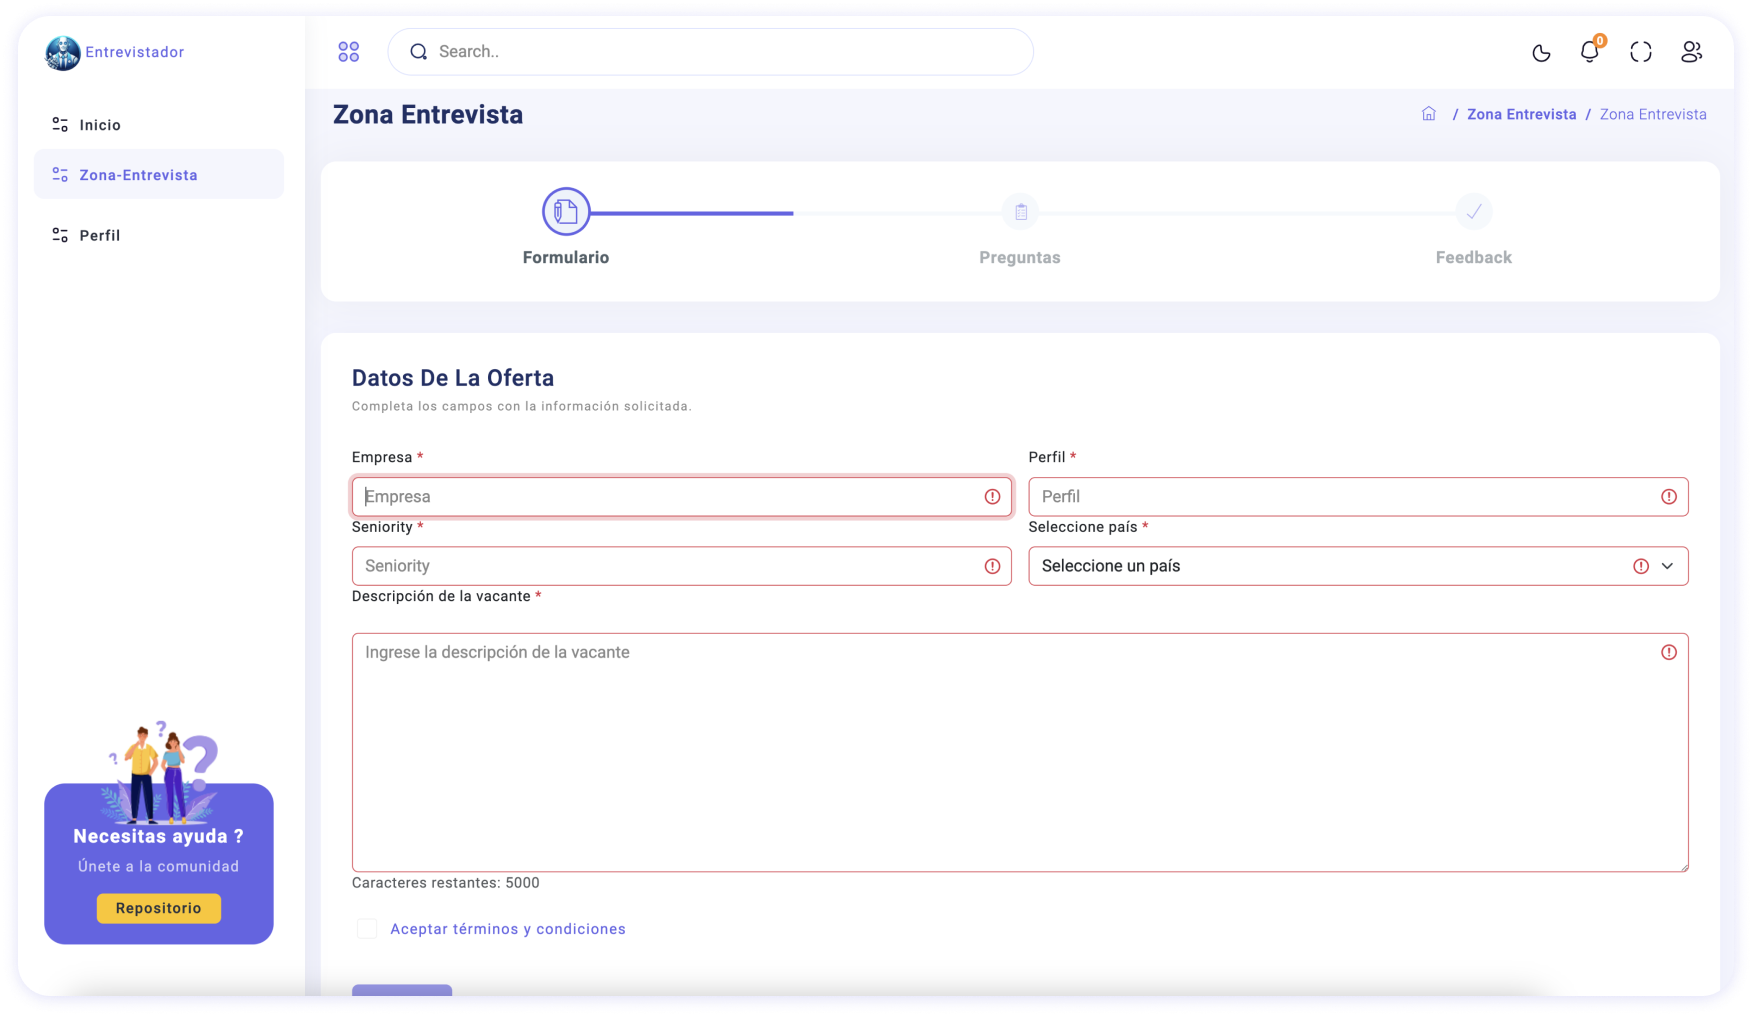 Entrevistador
Search..
0
Inicio
Zona-Entrevista
Perfil
Zona Entrevista
/ Zona Entrevista / Zona Entrevista
Formulario
Preguntas
Feedback
Datos De La Oferta
Completa los campos con la información solicitada.
Empresa *
Perfil *
Empresa
Perfil
Seniority *
Seleccione país *
Seniority
Seleccione un país
Descripción de la vacante *
Ingrese la descripción de la vacante
Caracteres restantes: 5000
Aceptar términos y condiciones
? ? ?
Necesitas ayuda ?
Únete a la comunidad
Repositorio